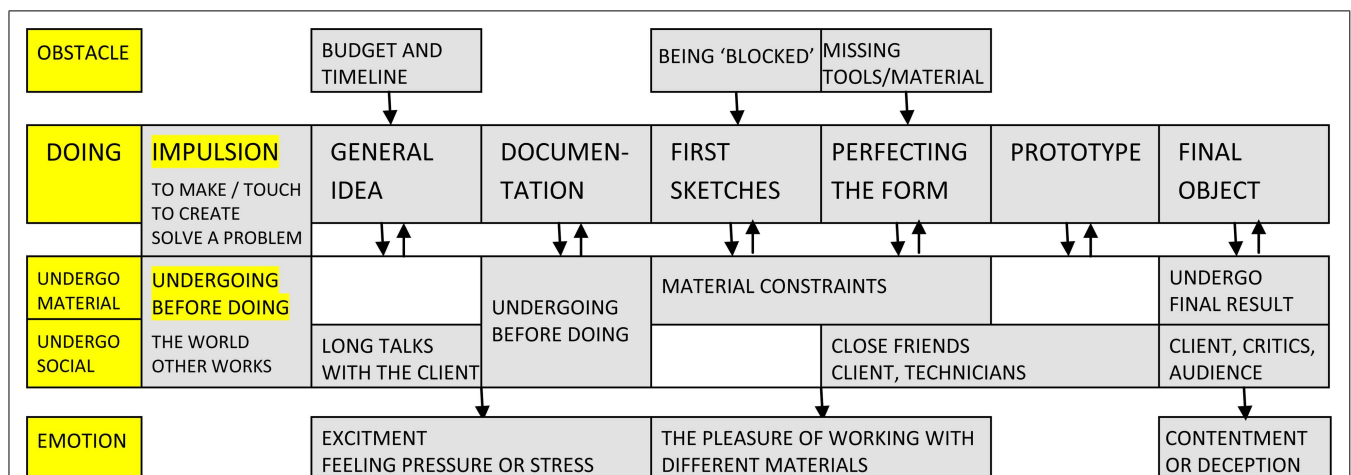 OBSTACLE
BUDGET AND
TIMELINE
BEING ‘BLOCKED’
MISSING
TOOLS/MATERIAL
DOING
IMPULSION
TO MAKE / TOUCH
TO CREATE
SOLVE A PROBLEM
GENERAL
IDEA
DOCUMEN-
TATION
FIRST
SKETCHES
PERFECTING
THE FORM
PROTOTYPE
FINAL
OBJECT
UNDERGO
MATERIAL
UNDERGO
SOCIAL
UNDERGOING
BEFORE DOING
THE WORLD
OTHER WORKS
LONG TALKS
WITH THE CLIENT
UNDERGOING
BEFORE DOING
MATERIAL CONSTRAINTS
CLOSE FRIENDS
CLIENT, TECHNICIANS
UNDERGO
FINAL RESULT
CLIENT, CRITICS,
AUDIENCE
EMOTION
EXCITMENT
FEELING PRESSURE OR STRESS
THE PLEASURE OF WORKING WITH
DIFFERENT MATERIALS
CONTENTMENT
OR DECEPTION